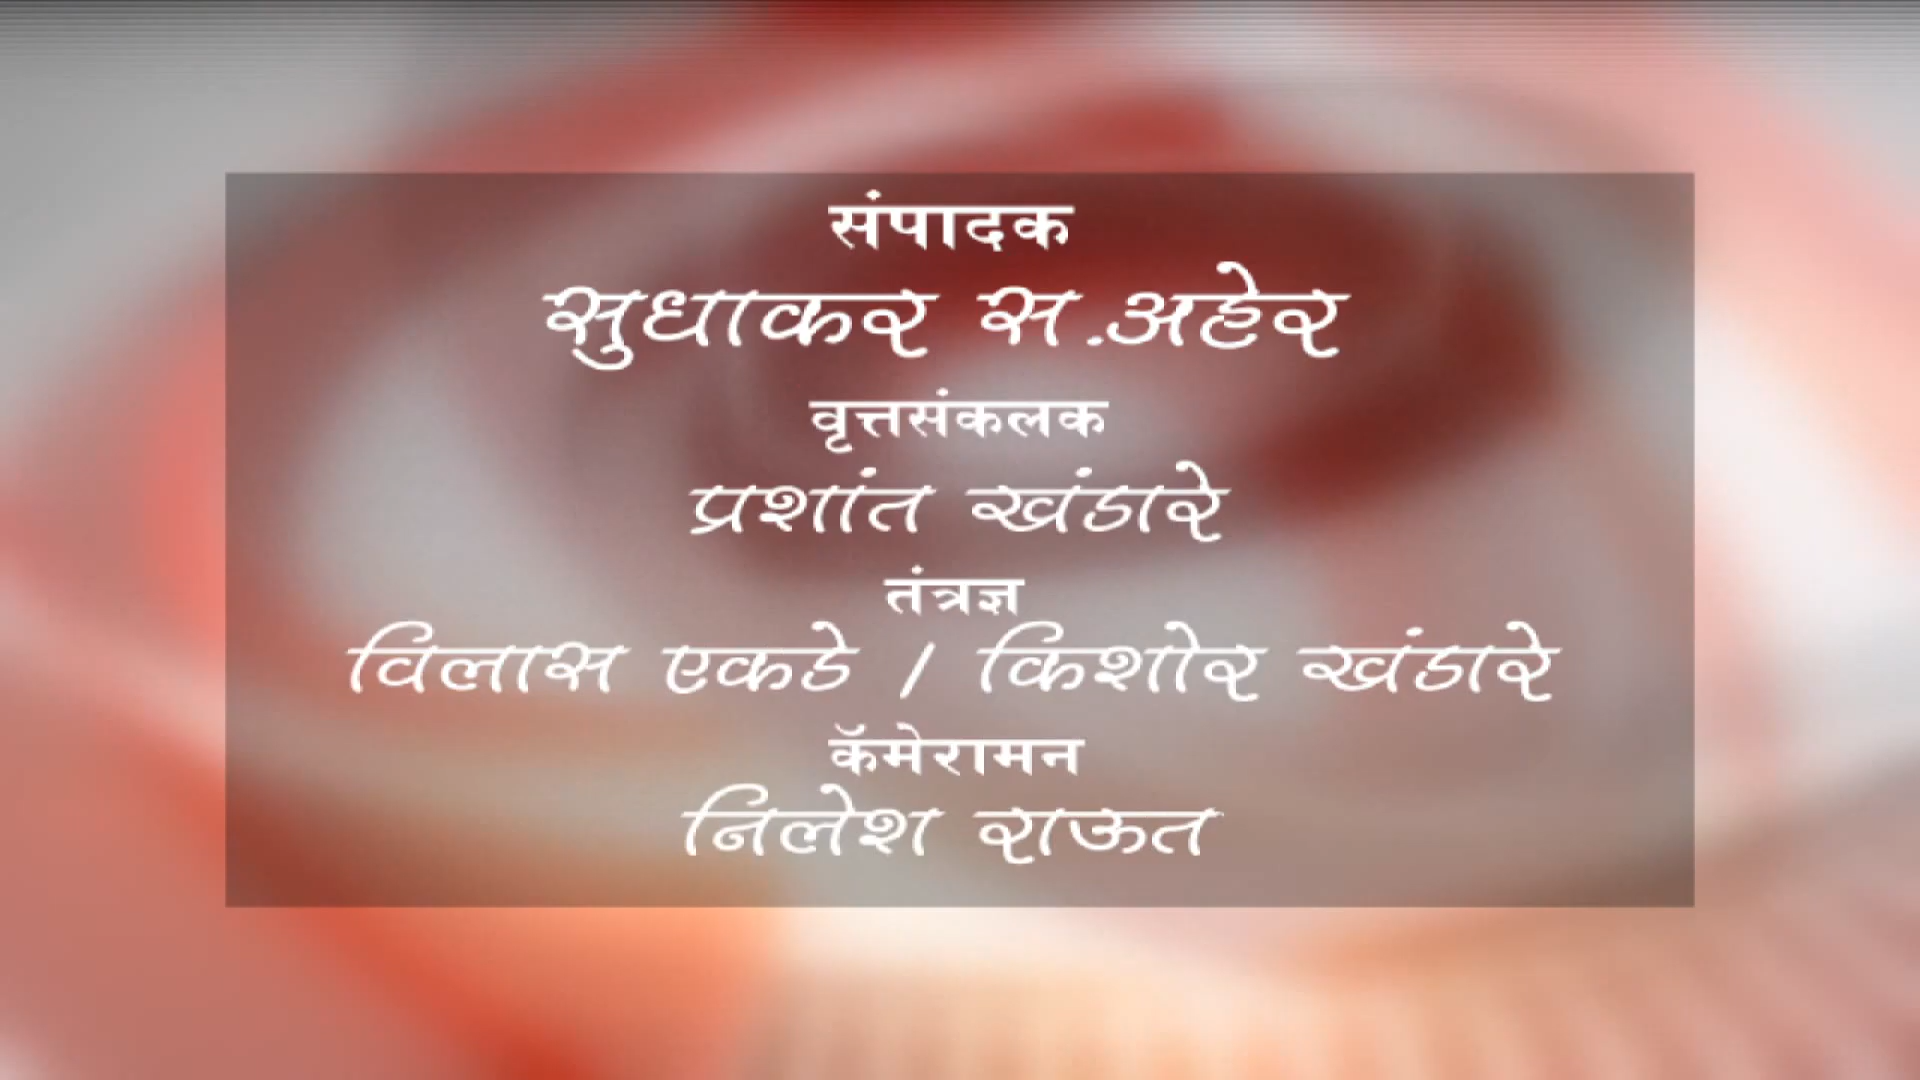 संपादक
सुधाकर स.अहेर
वृत्तसंकलक
प्रशांत खंडारे
तंत्रज्ञ
विलास एकडे / किशोर खंडारे
कॅमेरामन
निलेश राऊत